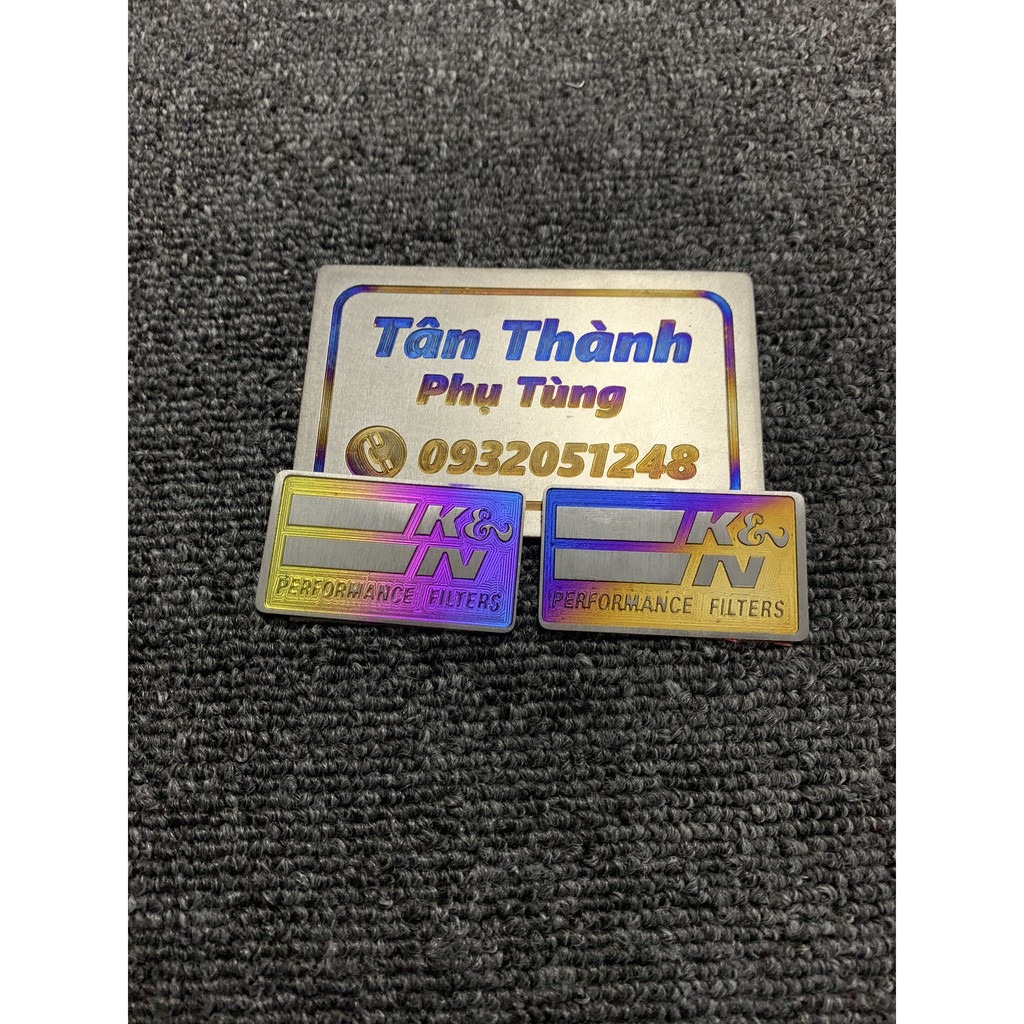 Tân Thành
Phụ Tùng
0932051248
K&
N
PERFORMANCE FILTERS
K&
N
PERFORMANCE FILTERS